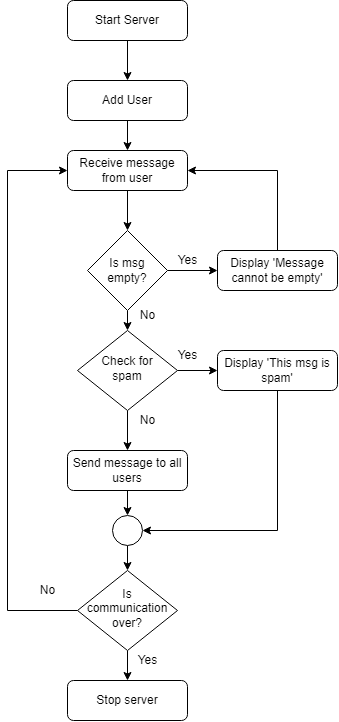 Start Server
Add User
Receive message
from user
Is msg
empty?
Yes
Display 'Message
cannot be empty'
No
Check for
spam
Yes
Display 'This msg is
spam'
No
Send message to all
users
Is
communication
over?
No
Yes
Stop server